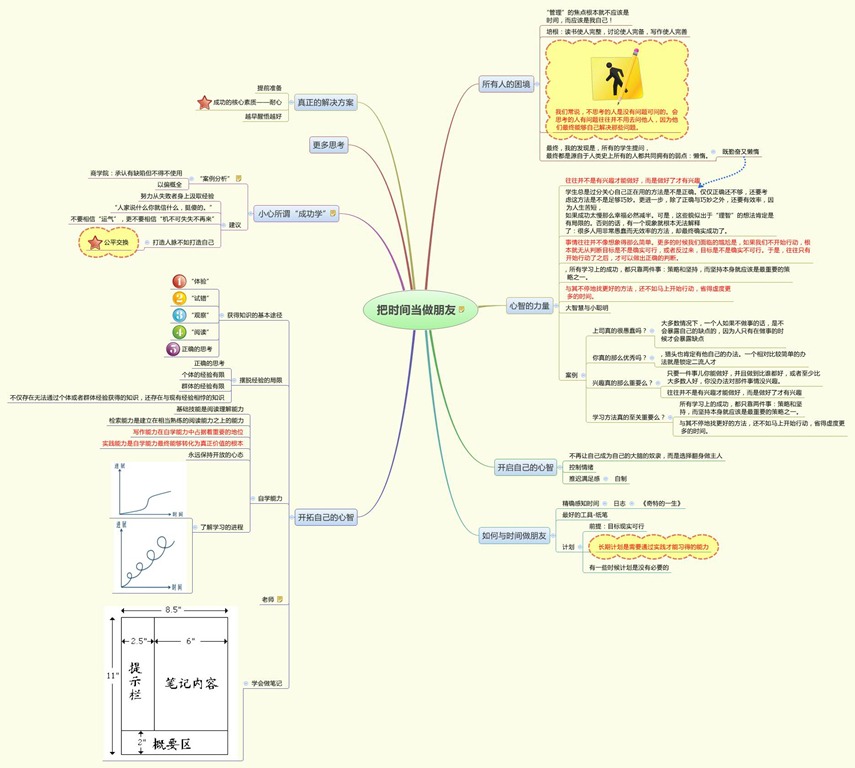 把时间当做朋友
所有人的困境
“管理”的焦点根本就不应该是
时间，而应该是我自己！
培根：读书使人完整，讨论使人完备，写作使人完善
我们常说，不思考的人是没有问题可问的。会
思考的人有问题往往并不用去问他人，因为他
们最终能够自己解决那些问题。
最终，我的发现是，所有的学生提问，
最终都是源自于人类史上所有的人都共同拥有的弱点：懒惰。
既勤奋又懒惰
心智的力量
往往并不是有兴趣才能做好，而是做好了才有兴趣
学生总是过分关心自己正在用的方法是不是正确。仅仅正确还不够，还要考
虑这方法是不是足够巧妙。更进一步，除了正确与巧妙之外，还要有效率，因
为人生苦短，
如果成功太慢那么幸福必然减半。可是，这些貌似出于“理智”的想法肯定是
有局限的。否则的话，有一个现象就根本无法解释
了：很多人用非常愚蠢而无效率的方法，却最终确实成功了。
事情往往并不像想象得那么简单。更多的时候我们面临的尴尬是，如果我们不开始行动，根
本就无从判断目标是不是确实可行，或者反过来，目标是不是确实不可行。于是，往往只有
开始行动了之后，才可以做出正确的判断。
，所有学习上的成功，都只靠两件事：策略和坚持，而坚持本身就应该是最重要的策
略之一。
与其不停地找更好的方法，还不如马上开始行动，省得虚度更
多的时间。
大智慧与小聪明
案例
上司真的很愚蠢吗？
大多数情况下，一个人如果不做事的话，是不
会暴露自己的缺点的，因为人只有在做事的时
候才会暴露缺点
你真的那么优秀吗？
，猎头也肯定有他自己的办法。一个相对比较简单的办
法就是锁定二流人才
兴趣真的那么重要么？
只要一件事儿你能做好，并且做到比谁都好，或者至少比
大多数人好，你没办法对那件事情没兴趣。
往往并不是有兴趣才能做好，而是做好了才有兴趣
学习方法真的至关重要么？
所有学习上的成功，都只靠两件事：策略和坚
持，而坚持本身就应该是最重要的策略之一。
与其不停地找更好的方法，还不如马上开始行动，省得虚度更
多的时间。
开启自己的心智
不再让自己成为自己的大脑的奴隶，而是选择翻身做主人
控制情绪
推迟满足感
自制
如何与时间做朋友
精确感知时间
日志
《奇特的一生》
最好的工具-纸笔
计划
前提：目标现实可行
长期计划是需要通过实践才能习得的能力
有一些时候计划是没有必要的
真正的解决方案
提前准备
成功的核心素质——耐心
越早醒悟越好
更多思考
小心所谓“成功学”
“案例分析”
商学院：承认有缺陷但不得不使用
以偏概全
建议
努力从失败者身上汲取经验
“人家说什么你就信什么，挺傻的。”
不要相信“运气”，更不要相信“机不可失失不再来”
打造人脉不如打造自己
公平交换
开拓自己的心智
获得知识的基本途径
1 “体验”
2 “试错”
3 “观察”
4 “阅读”
5 正确的思考
摆脱经验的局限
正确的思考
个体的经验有限
群体的经验有限
不仅存在无法通过个体或者群体经验获得的知识，还存在与现有经验相悖的知识
自学能力
基础技能是阅读理解能力
检索能力是建立在相当熟练的阅读能力之上的能力
写作能力在自学能力中占据着重要的地位
实践能力是自学能力最终能够转化为真正价值的根本
永远保持开放的心态
了解学习的进程
进展
时间
进展
时间
老师
学会做笔记
8.5"
2.5"
6"
11"
提示栏
笔记内容
2"
概要区